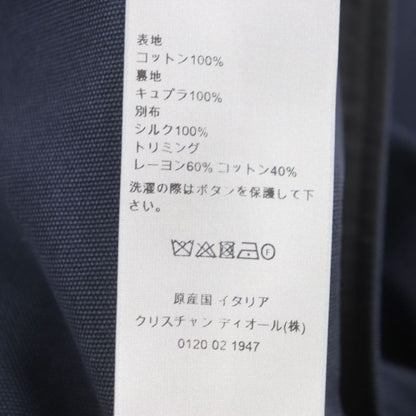 表地
コットン100%
裏地
キュプラ100%
別布
シルク100%
トリミング
レーヨン60% コットン40%
洗濯の際はボタンを保護して下
さい。
原産国 イタリア
クリスチャン ディオール(株)
0120 02 1947